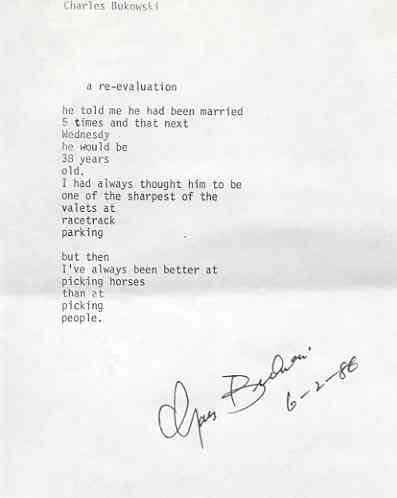 Charles Bukowski
a re-evaluation
he told me he had been married
5 times and that next
Wednesdy
he would be
38 years
old.
I had always thought him to be
one of the sharpest of the
valets at
racetrack
parking
but then
I've always been better at
picking horses
than at
picking
people.
Chas Bukowski
6-2-86